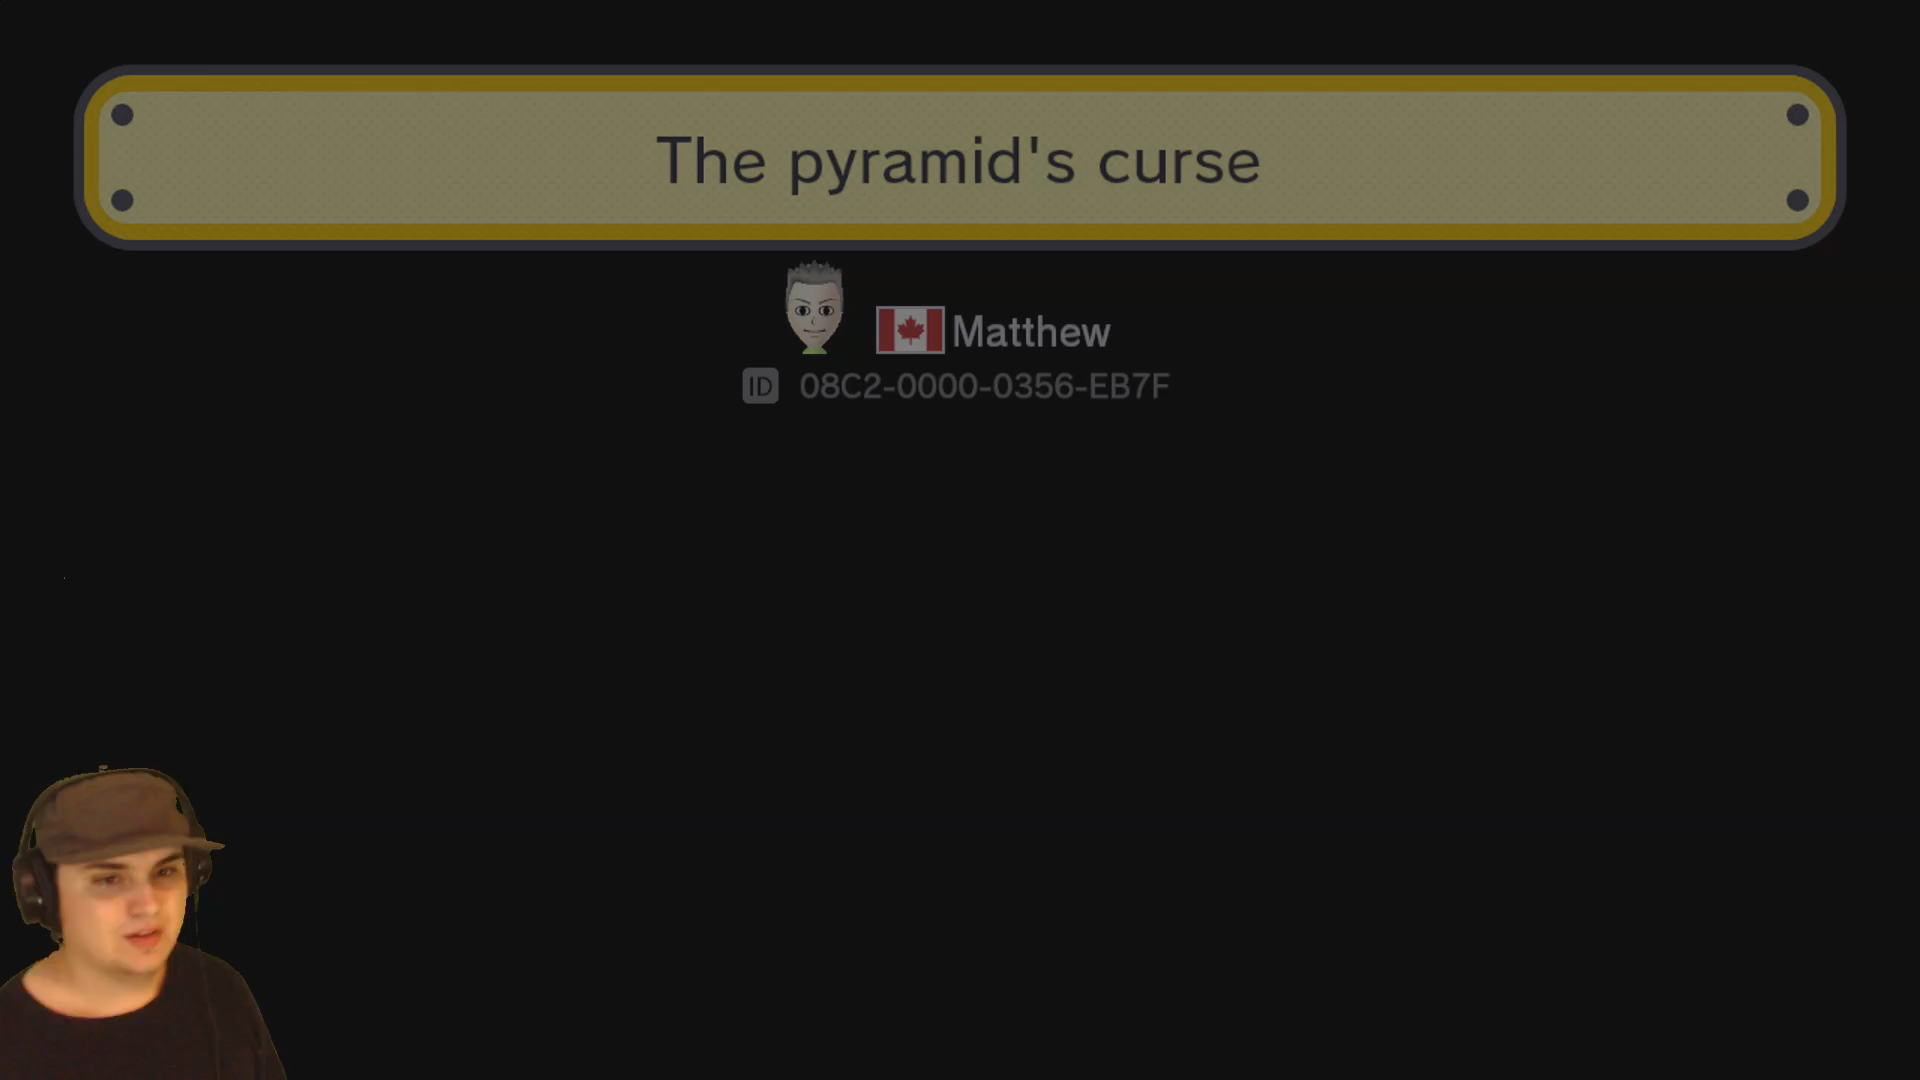 The pyramid's curse
Matthew
ID 08C2-0000-0356-EB7F